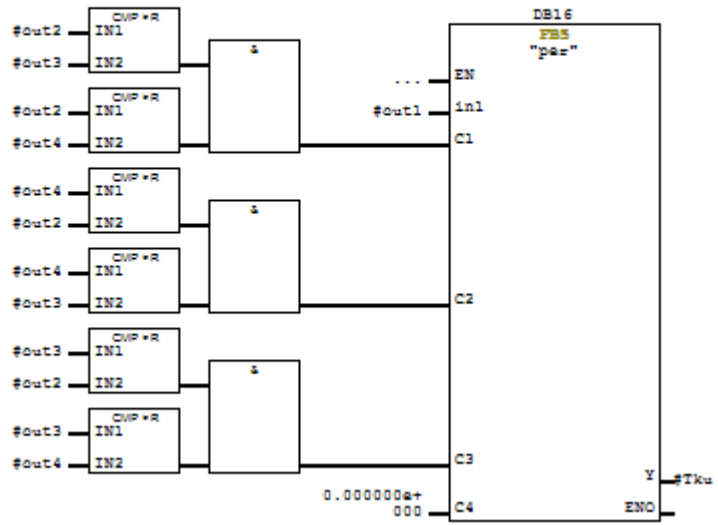 CMP *R
#out2 IN1
#out3 IN2
CMP *R
#out2 IN1
#out4 IN2
&
CMP *R
#out4 IN1
#out2 IN2
CMP *R
#out4 IN1
#out3 IN2
&
CMP *R
#out3 IN1
#out2 IN2
CMP *R
#out3 IN1
#out4 IN2
&
DB16
FB5
"per"
... EN
#out1 in1
C1
C2
C3
0.000000e+
000 C4
Y #Tku
ENO